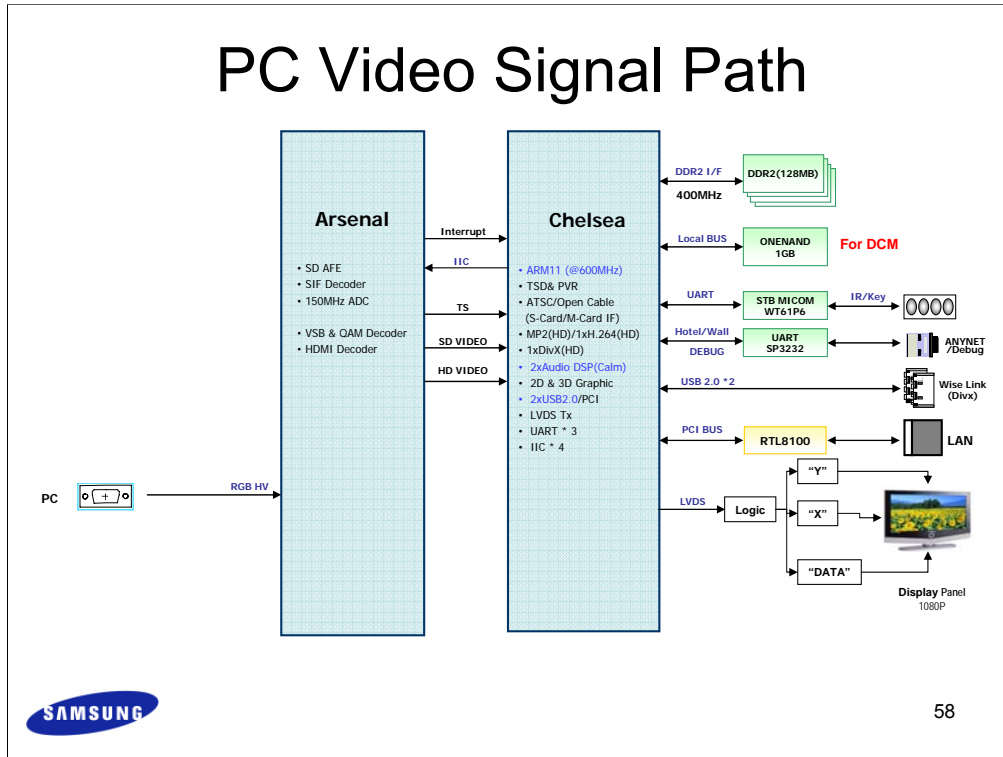 PC Video Signal Path
Arsenal
• SD AFE
• SIF Decoder
• 150MHz ADC
• VSB & QAM Decoder
• HDMI Decoder
Interrupt
IIC
TS
SD VIDEO
HD VIDEO
Chelsea
• ARM11 (@600MHz)
• TSD& PVR
• ATSC/Open Cable
(S-Card/M-Card IF)
• MP2(HD)/1xH.264(HD)
• 1xDivX(HD)
• 2xAudio DSP(Calm)
• 2D & 3D Graphic
• 2xUSB2.0/PCI
• LVDS Tx
• UART * 3
• IIC * 4
DDR2 I/F
400MHz
DDR2(128MB)
Local BUS
ONENAND
1GB
For DCM
UART
STB MICOM
WT61P6
IR/Key
Hotel/Wall
DEBUG
UART
SP3232
ANYNET
/Debug
USB 2.0 *2
Wise Link
(Divx)
PCI BUS
RTL8100
LAN
PC
RGB HV
LVDS
Logic
"Y"
"X"
"DATA"
Display Panel
1080P
SAMSUNG
58